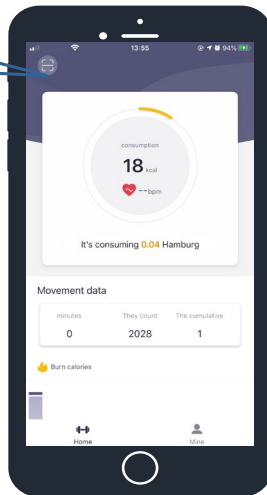 13:55
94%
consumption
18 kcal
--bpm
It's consuming 0.04 Hamburg
Movement data
minutes They count The cumulative
0 2028 1
Burn calories
Home Mine